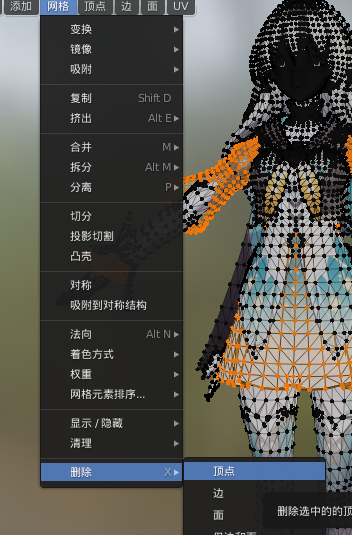 添加 网格 顶点 边 面 UV
变换
镜像
吸附
复制 Shift D
挤出 Alt E
合并 M
拆分 Alt M
分离 P
切分
投影切割
凸壳
对称
吸附到对称结构
法向 Alt N
着色方式
权重
网格元素排序...
显示 / 隐藏
清理
删除 X
顶点
边
面
删除选中的的顶